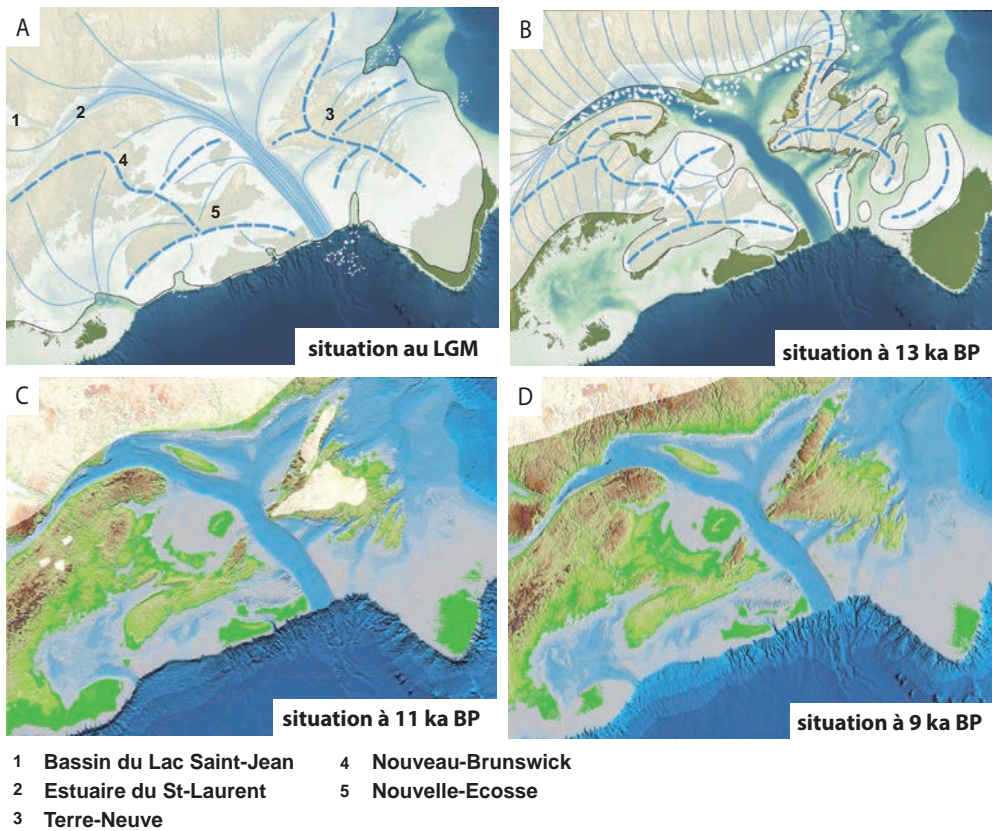 A
B
1
2
3
4
5
situation au LGM
situation à 13 ka BP
C
D
situation à 11 ka BP
situation à 9 ka BP
1 Bassin du Lac Saint-Jean
2 Estuaire du St-Laurent
3 Terre-Neuve
4 Nouveau-Brunswick
5 Nouvelle-Ecosse